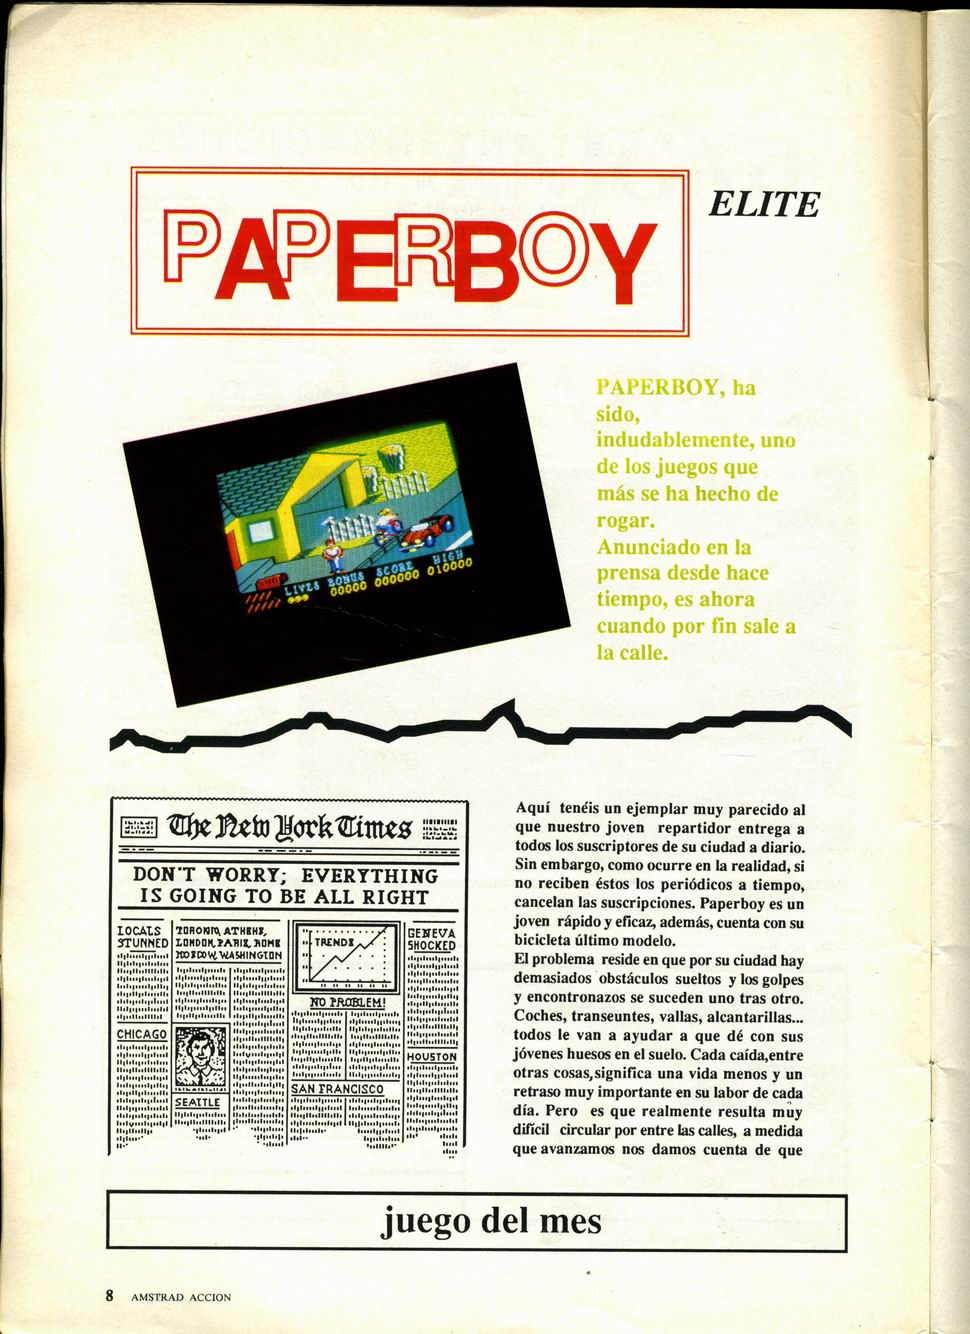 PAPERBOY
ELITE
PAPERBOY, ha
sido,
indudablemente, uno
de los juegos que
más se ha hecho de
rogar.
Anunciado en la
prensa desde hace
tiempo, es ahora
cuando por fin sale a
la calle.
LIVES BONUS SCORE HIGH
00000 000000 010000
The New York Times
DON'T WORRY; EVERYTHING
IS GOING TO BE ALL RIGHT
LOCALS
STUNNED
TORONTO, ATHENS,
LONDON, PARIS, ROME
MOSCOW, WASHINGTON
TRENDS
GENEVA
SHOCKED
NO PROBLEM!
CHICAGO
HOUSTON
SAN FRANCISCO
SEATTLE
Aquí tenéis un ejemplar muy parecido al
que nuestro joven repartidor entrega a
todos los suscriptores de su ciudad a diario.
Sin embargo, como ocurre en la realidad, si
no reciben éstos los periódicos a tiempo,
cancelan las suscripciones. Paperboy es un
joven rápido y eficaz, además, cuenta con su
bicicleta último modelo.
El problema reside en que por su ciudad hay
demasiados obstáculos sueltos y los golpes
y encontronazos se suceden uno tras otro.
Coches, transeuntes, vallas, alcantarillas...
todos le van a ayudar a que dé con sus
jóvenes huesos en el suelo. Cada caída,entre
otras cosas,significa una vida menos y un
retraso muy importante en su labor de cada
día. Pero es que realmente resulta muy
difícil circular por entre las calles, a medida
que avanzamos nos damos cuenta de que
juego del mes
8 AMSTRAD ACCION